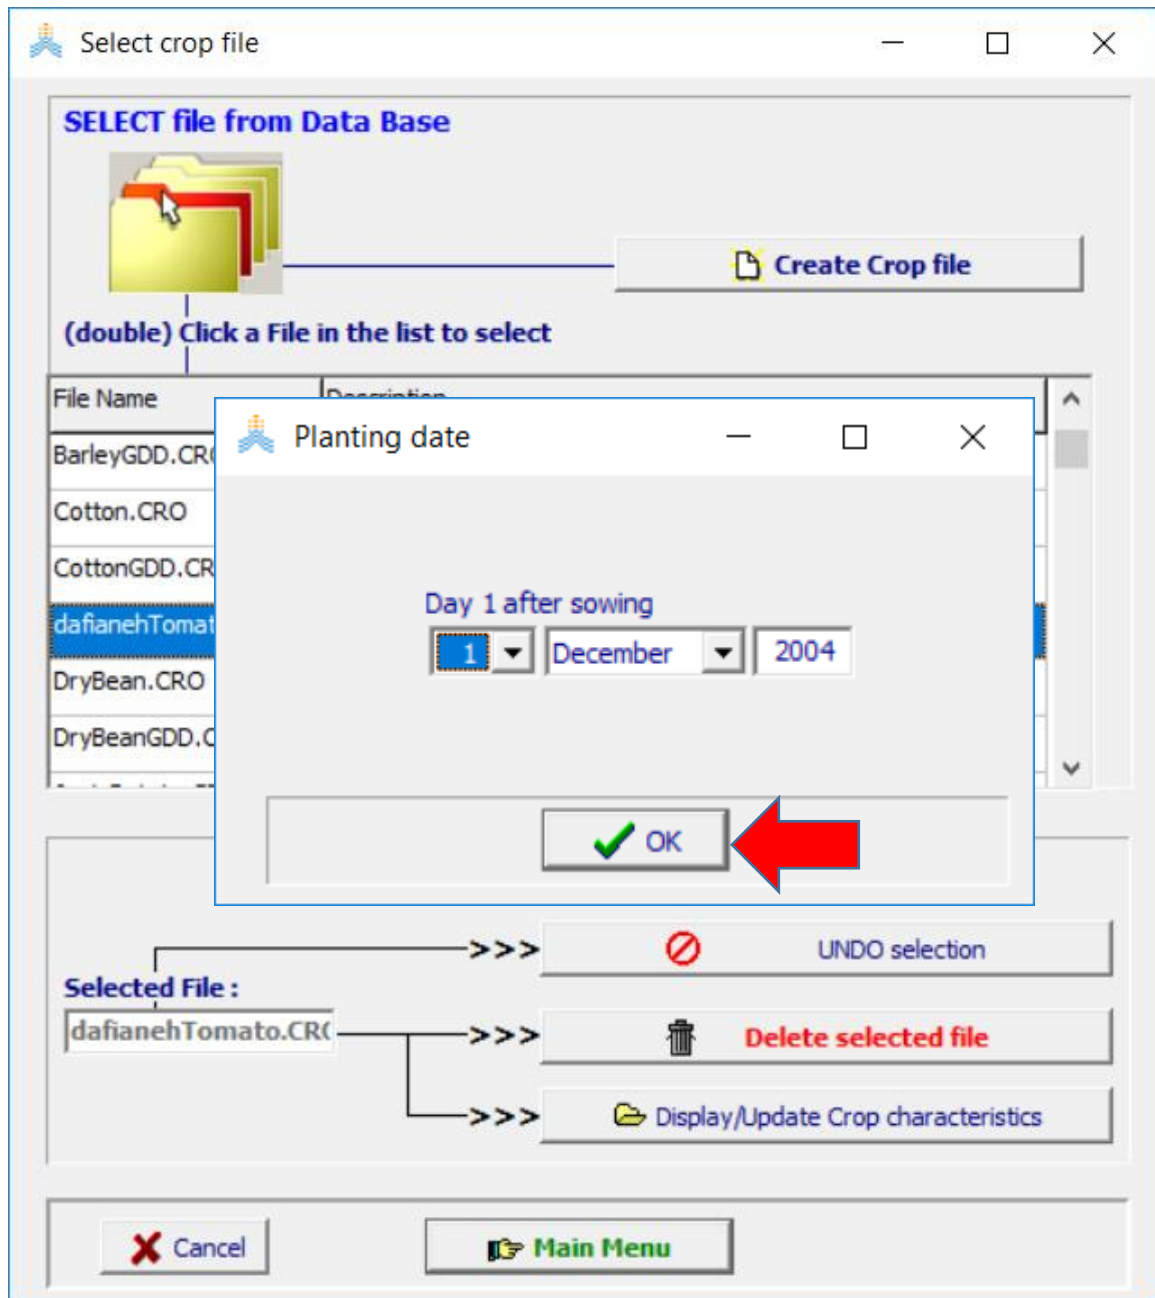 Select crop file
SELECT file from Data Base
Create Crop file
(double) Click a File in the list to select
File Name Description
Planting date
BarleyGDD.CRO
Cotton.CRO
CottonGDD.CR
dafianehTomat
DryBean.CRO
DryBeanGDD.C
Day 1 after sowing
1 December 2004
OK
UNDO selection
Selected File :
dafianehTomato.CR(
Delete selected file
Display/Update Crop characteristics
Cancel
Main Menu